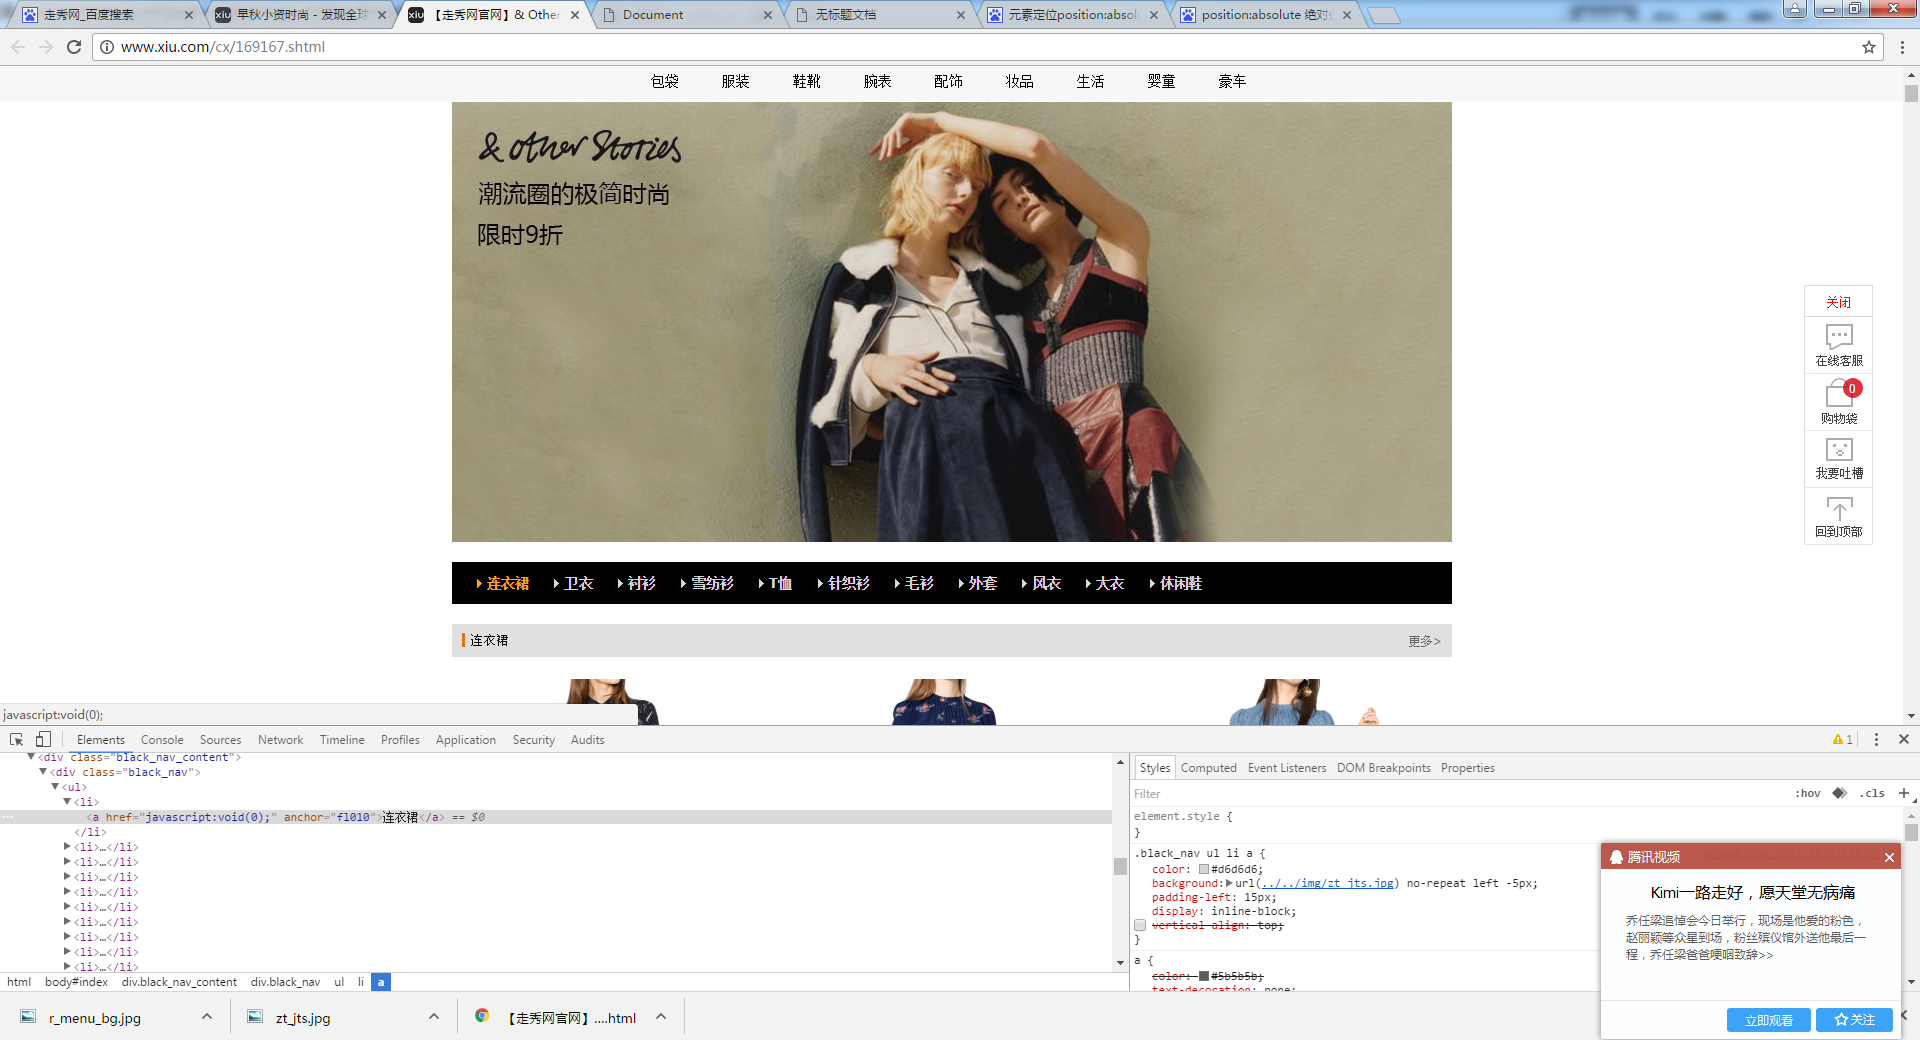 走秀网_百度搜索
早秋小资时尚 - 发现全球
【走秀网官网】& Other
Document
无标题文档
元素定位position:absol
position:absolute 绝对
www.xiu.com/cx/169167.shtml
包袋 服装 鞋靴 腕表 配饰 妆品 生活 婴童 豪车
& other Stories
潮流圈的极简时尚
限时9折
关闭
在线客服
0
购物袋
我要吐槽
回到顶部
连衣裙 卫衣 衬衫 雪纺衫 T恤 针织衫 毛衫 外套 风衣 大衣 休闲鞋
连衣裙 更多>
javascript:void(0);
Elements Console Sources Network Timeline Profiles Application Security Audits 1
<div class="black_nav_content">
<div class="black_nav">
<ul>
<li>
<a href="javascript:void(0);" anchor="fl010">连衣裙</a> == $0
</li>
<li>…</li>
<li>…</li>
<li>…</li>
<li>…</li>
<li>…</li>
<li>…</li>
<li>…</li>
<li>…</li>
<li>…</li>
html body#index div.black_nav_content div.black_nav ul li a
Styles Computed Event Listeners DOM Breakpoints Properties
Filter :hov .cls +
element.style {
}
.black_nav ul li a {
color: #d6d6d6;
background: url(../../img/zt_jts.jpg) no-repeat left -5px;
padding-left: 15px;
display: inline-block;
vertical-align: top;
}
a {
color: #5b5b5b;
text-decoration: none;
腾讯视频
Kimi一路走好，愿天堂无病痛
乔任梁追悼会今日举行，现场是他爱的粉色，
赵丽颖等众星到场，粉丝殡仪馆外送他最后一
程，乔任梁爸爸哽咽致辞>>
立即观看 关注
r_menu_bg.jpg
zt_jts.jpg
【走秀网官网】....html